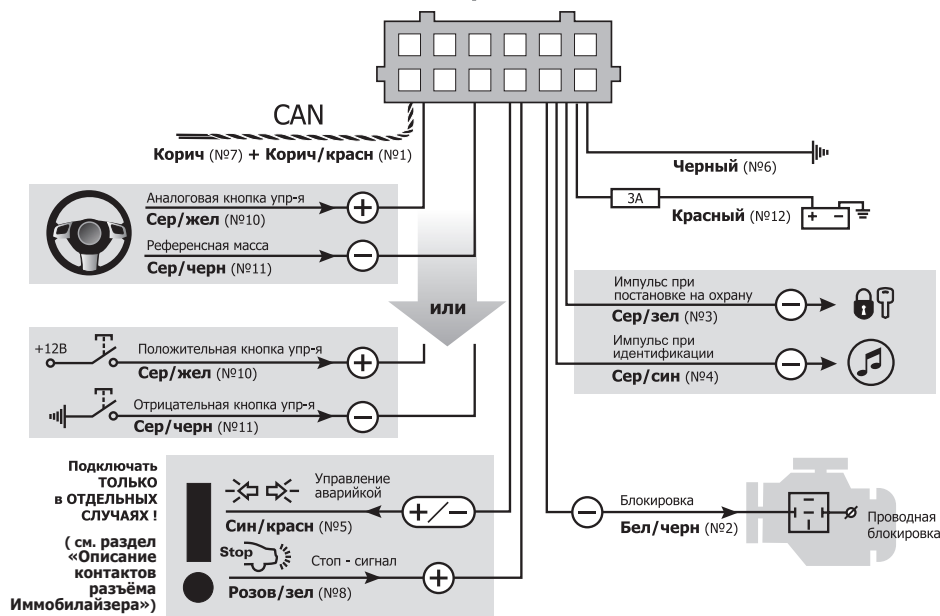 CAN
Корич (№7) + Корич/красн (№1)
Черный (№6)
3А
Красный (№12)
+ −
Аналоговая кнопка упр-я
Сер/жел (№10)
+
Референсная масса
Сер/черн (№11)
−
или
Импульс при
постановке на охрану
Сер/зел (№3)
−
Импульс при
идентификации
Сер/син (№4)
−
+12В
Положительная кнопка упр-я
Сер/жел (№10)
+
Отрицательная кнопка упр-я
Сер/черн (№11)
−
Подключать
ТОЛЬКО
в ОТДЕЛЬНЫХ
СЛУЧАЯХ !
( см. раздел
«Описание
контактов
разъёма
Иммобилайзера»)
Управление
аварийкой
Син/красн (№5)
+/−
Stop
Стоп - сигнал
Розов/зел (№8)
+
−
Блокировка
Бел/черн (№2)
Проводная
блокировка